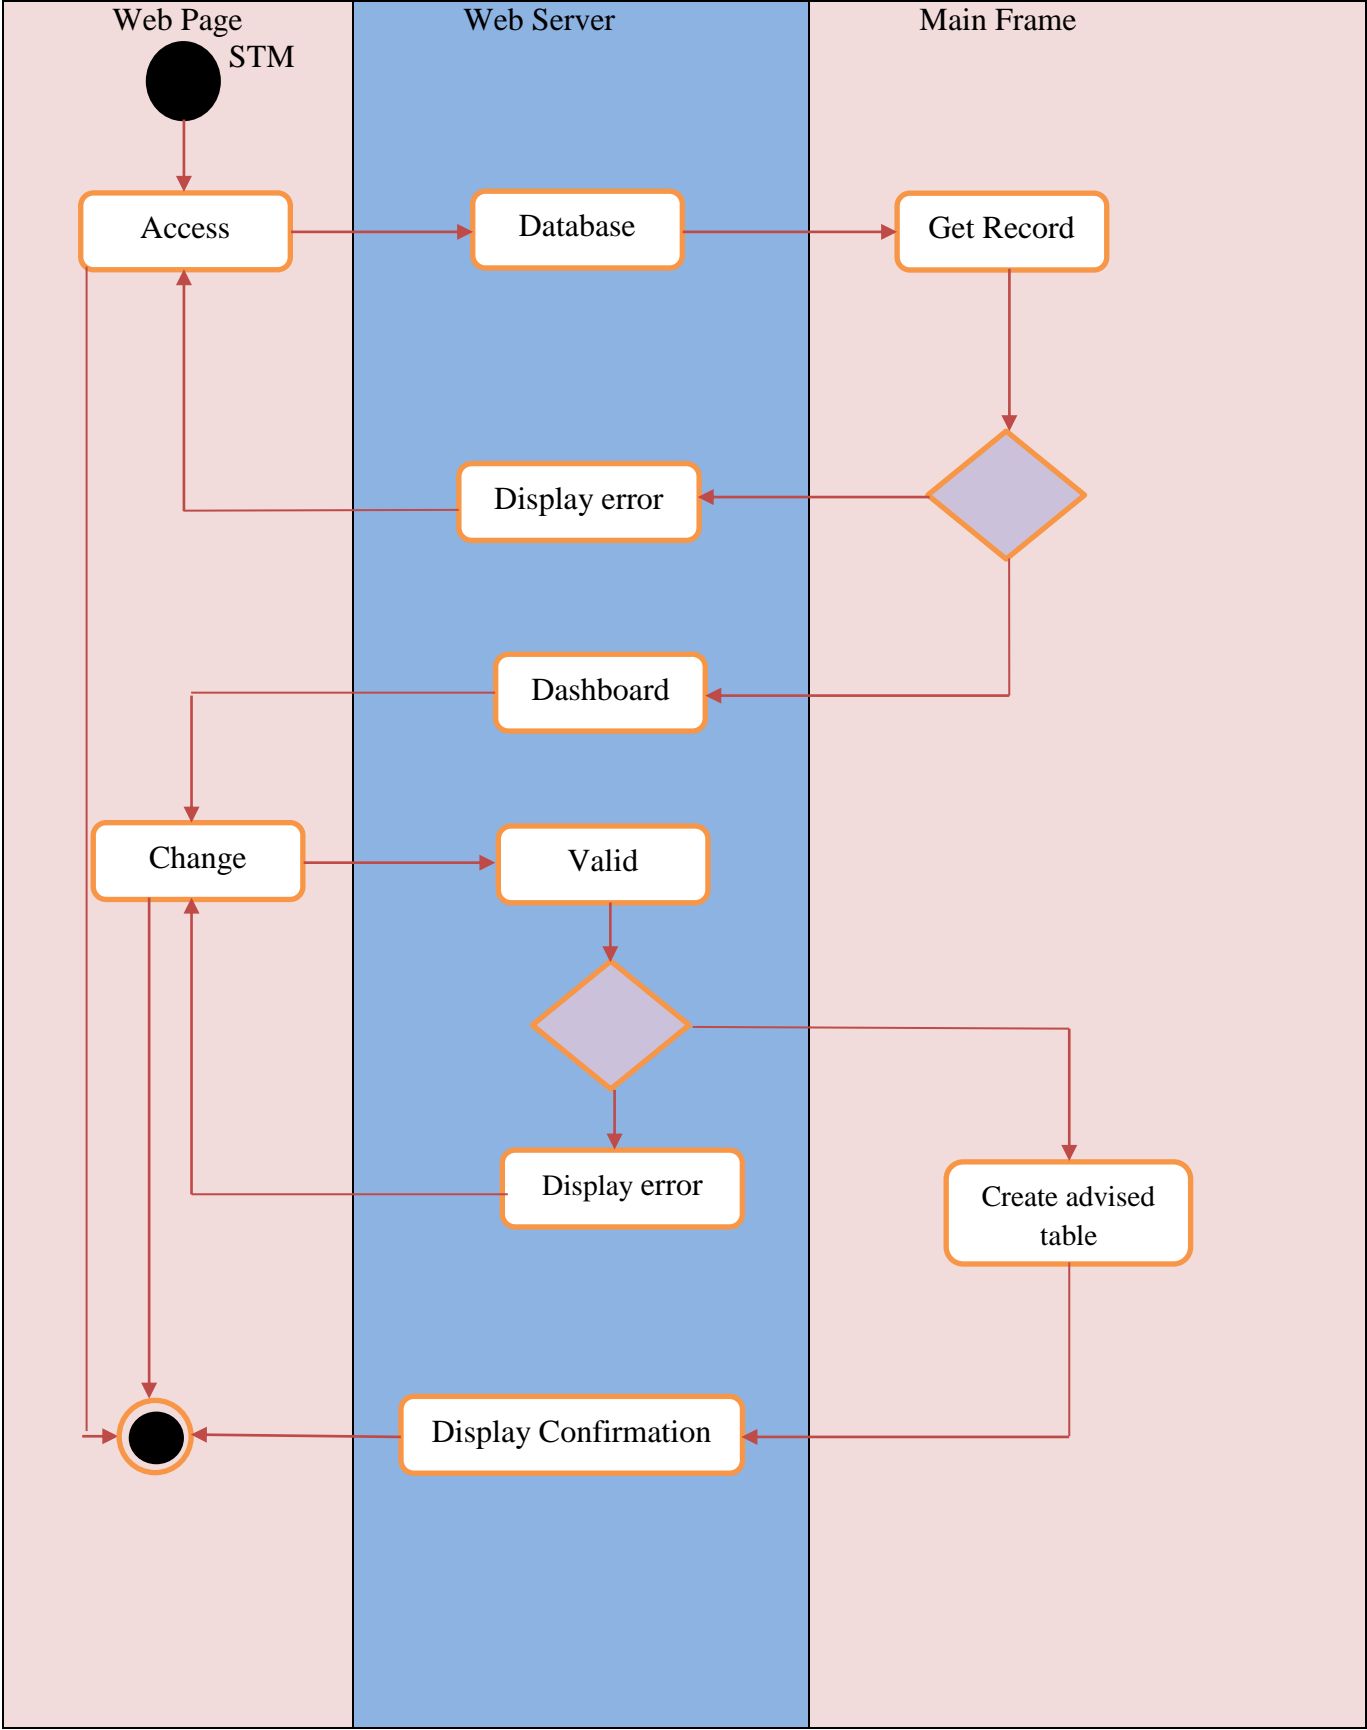 Web Page
Web Server
Main Frame
STM
Access
Database
Get Record
Display error
Dashboard
Change
Valid
Display error
Create advised
table
Display Confirmation